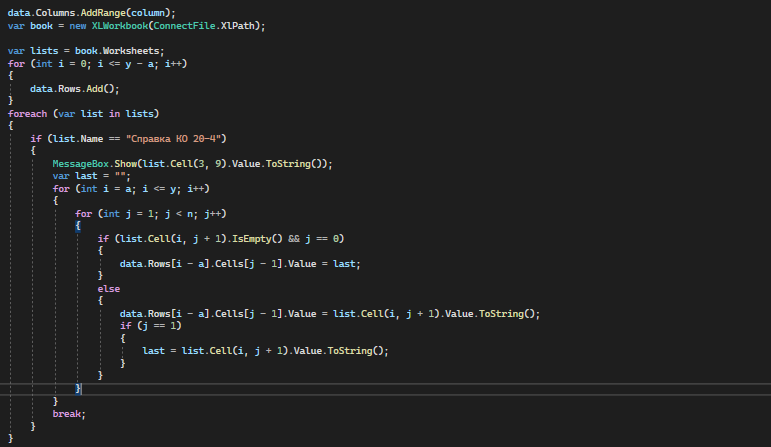 data.Columns.AddRange(column);
var book = new XLWorkbook(ConnectFile.XlPath);
var lists = book.Worksheets;
for (int i = 0; i <= y - a; i++)
{
data.Rows.Add();
}
foreach (var list in lists)
{
if (list.Name == "Справка КО 20-4")
{
MessageBox.Show(list.Cell(3, 9).Value.ToString());
var last = "";
for (int i = a; i <= y; i++)
{
for (int j = 1; j < n; j++)
{
if (list.Cell(i, j + 1).IsEmpty() && j == 0)
{
data.Rows[i - a].Cells[j - 1].Value = last;
}
else
{
data.Rows[i - a].Cells[j - 1].Value = list.Cell(i, j + 1).Value.ToString();
if (j == 1)
{
last = list.Cell(i, j + 1).Value.ToString();
}
}
}
}
break;
}
}